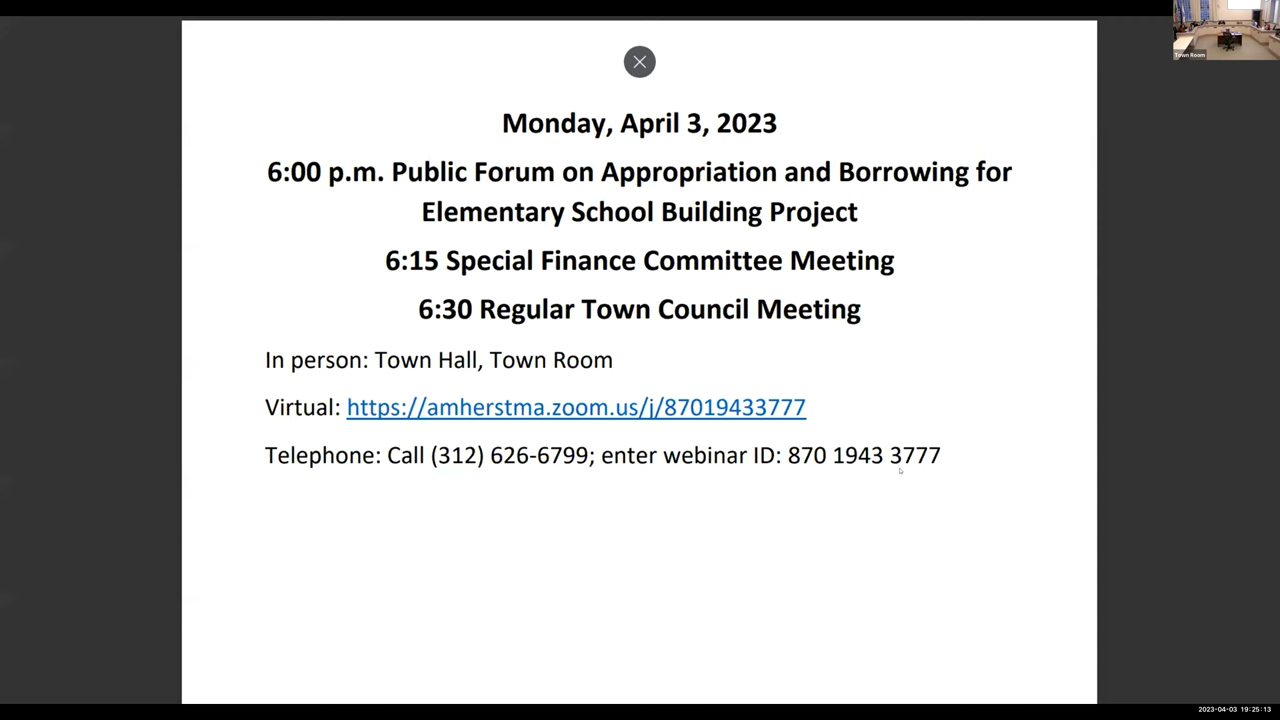 Town Room
Monday, April 3, 2023
6:00 p.m. Public Forum on Appropriation and Borrowing for
Elementary School Building Project
6:15 Special Finance Committee Meeting
6:30 Regular Town Council Meeting
In person: Town Hall, Town Room
Virtual: https://amherstma.zoom.us/j/87019433777
Telephone: Call (312) 626-6799; enter webinar ID: 870 1943 3777
2023-04-03 19:25:13